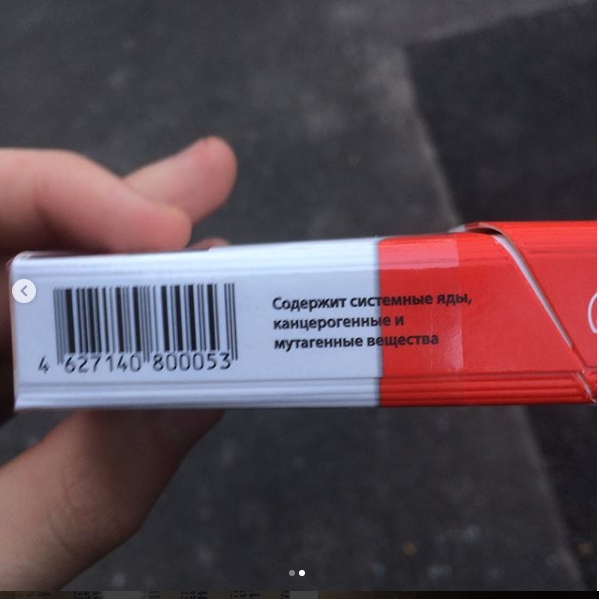 Содержит системные яды,
канцерогенные и
мутагенные вещества
4 627140 800053